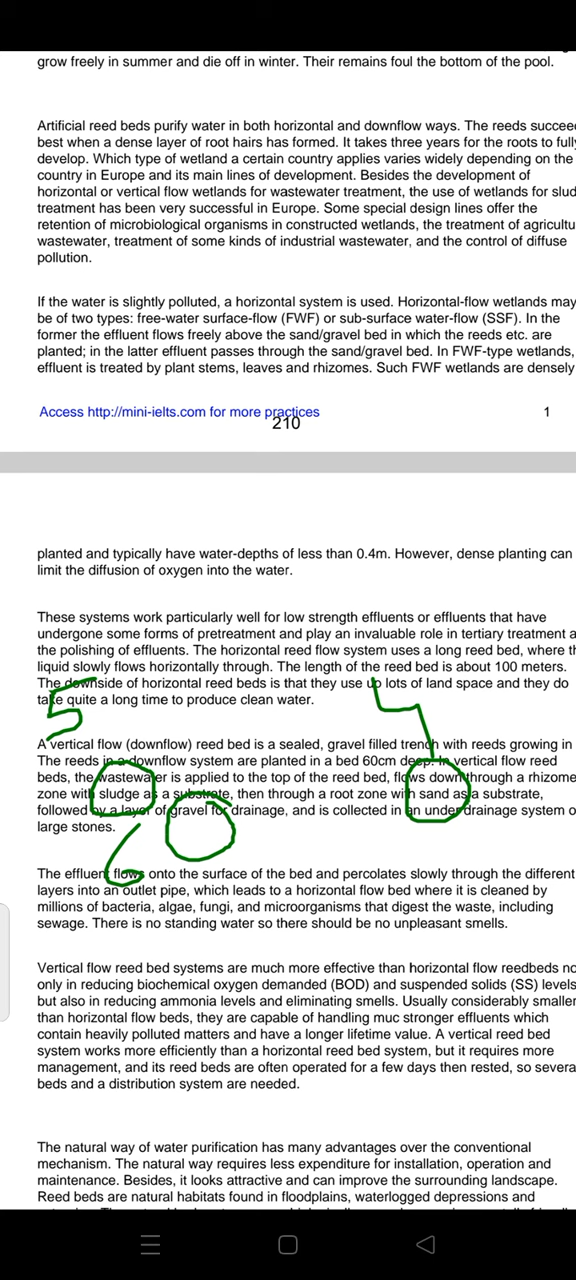 grow freely in summer and die off in winter. Their remains foul the bottom of the pool.
Artificial reed beds purify water in both horizontal and downflow ways. The reeds succee
best when a dense layer of root hairs has formed. It takes three years for the roots to full
develop. Which type of wetland a certain country applies varies widely depending on the
country in Europe and its main lines of development. Besides the development of
horizontal or vertical flow wetlands for wastewater treatment, the use of wetlands for slud
treatment has been very successful in Europe. Some special design lines offer the
retention of microbiological organisms in constructed wetlands, the treatment of agricultu
wastewater, treatment of some kinds of industrial wastewater, and the control of diffuse
pollution.
If the water is slightly polluted, a horizontal system is used. Horizontal-flow wetlands may
be of two types: free-water surface-flow (FWF) or sub-surface water-flow (SSF). In the
former the effluent flows freely above the sand/gravel bed in which the reeds etc. are
planted; in the latter effluent passes through the sand/gravel bed. In FWF-type wetlands,
effluent is treated by plant stems, leaves and rhizomes. Such FWF wetlands are densely
Access http://mini-ielts.com for more practices 1
210
planted and typically have water-depths of less than 0.4m. However, dense planting can
limit the diffusion of oxygen into the water.
These systems work particularly well for low strength effluents or effluents that have
undergone some forms of pretreatment and play an invaluable role in tertiary treatment a
the polishing of effluents. The horizontal reed flow system uses a long reed bed, where th
liquid slowly flows horizontally through. The length of the reed bed is about 100 meters.
The downside of horizontal reed beds is that they use up lots of land space and they do
take quite a long time to produce clean water.
5 4
A vertical flow (downflow) reed bed is a sealed, gravel filled trench with reeds growing in
The reeds in a downflow system are planted in a bed 60cm deep. In vertical flow reed
beds, the wastewater is applied to the top of the reed bed, flows down through a rhizome
zone with sludge as a substrate, then through a root zone with sand as a substrate,
followed by a layer of gravel for drainage, and is collected in an under drainage system o
large stones.
6
The effluent flows onto the surface of the bed and percolates slowly through the different
layers into an outlet pipe, which leads to a horizontal flow bed where it is cleaned by
millions of bacteria, algae, fungi, and microorganisms that digest the waste, including
sewage. There is no standing water so there should be no unpleasant smells.
Vertical flow reed bed systems are much more effective than horizontal flow reedbeds no
only in reducing biochemical oxygen demanded (BOD) and suspended solids (SS) levels
but also in reducing ammonia levels and eliminating smells. Usually considerably smaller
than horizontal flow beds, they are capable of handling muc stronger effluents which
contain heavily polluted matters and have a longer lifetime value. A vertical reed bed
system works more efficiently than a horizontal reed bed system, but it requires more
management, and its reed beds are often operated for a few days then rested, so severa
beds and a distribution system are needed.
The natural way of water purification has many advantages over the conventional
mechanism. The natural way requires less expenditure for installation, operation and
maintenance. Besides, it looks attractive and can improve the surrounding landscape.
Reed beds are natural habitats found in floodplains, waterlogged depressions and